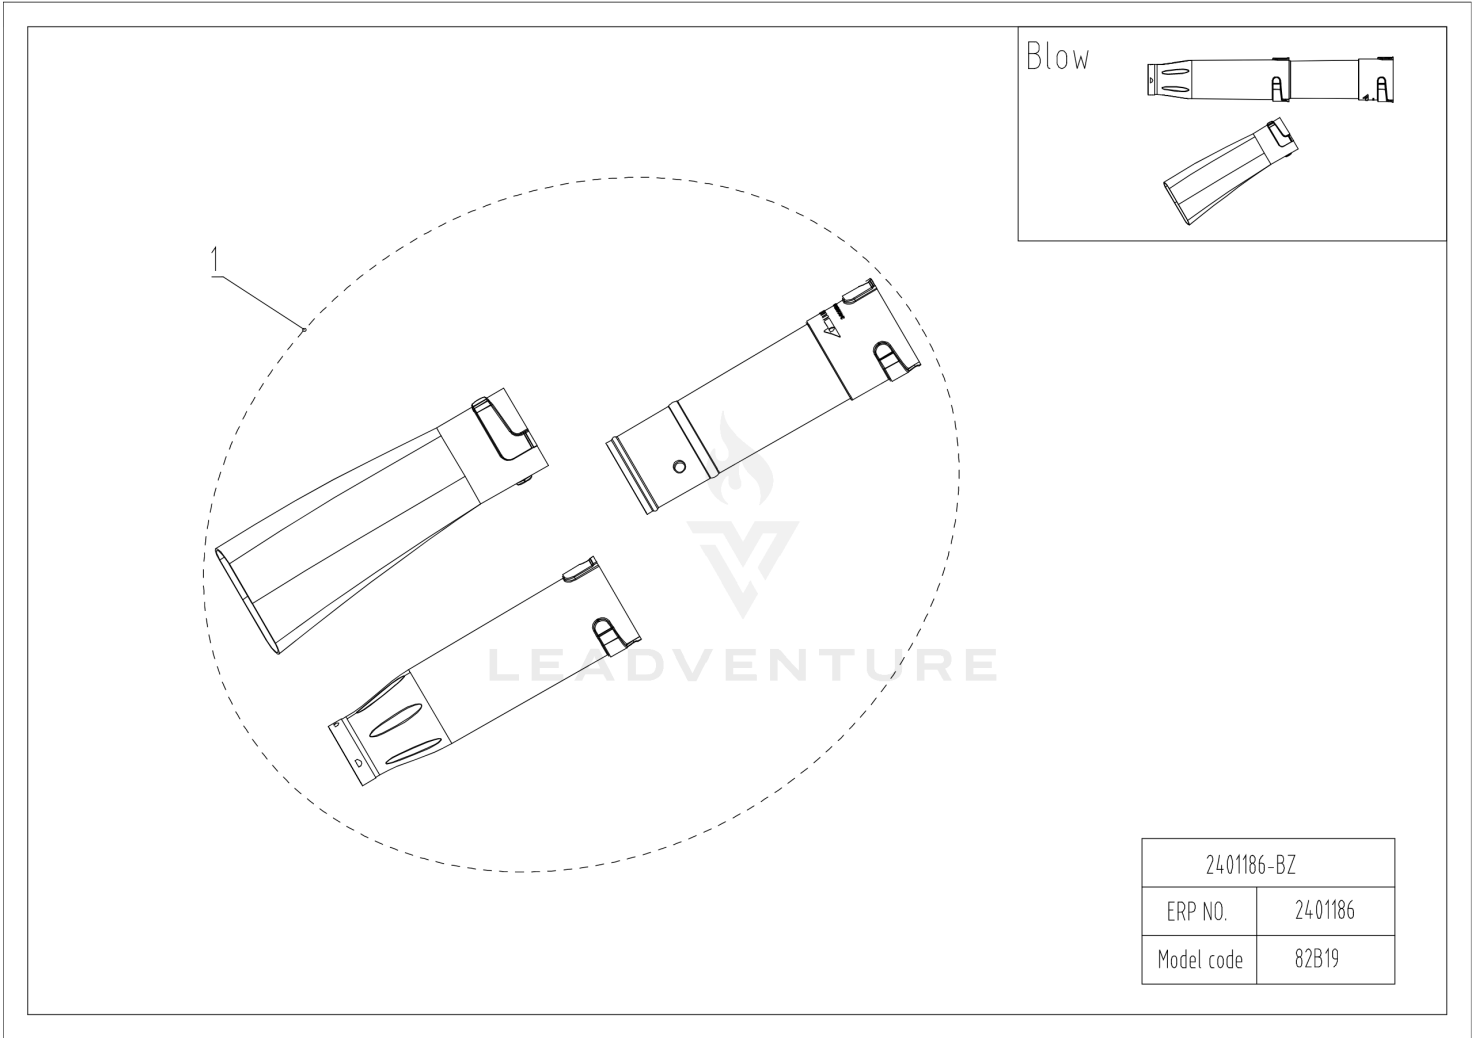 Blow
1
LEADVENTURE
2401186-BZ
ERP NO. 2401186
Model code 82B19